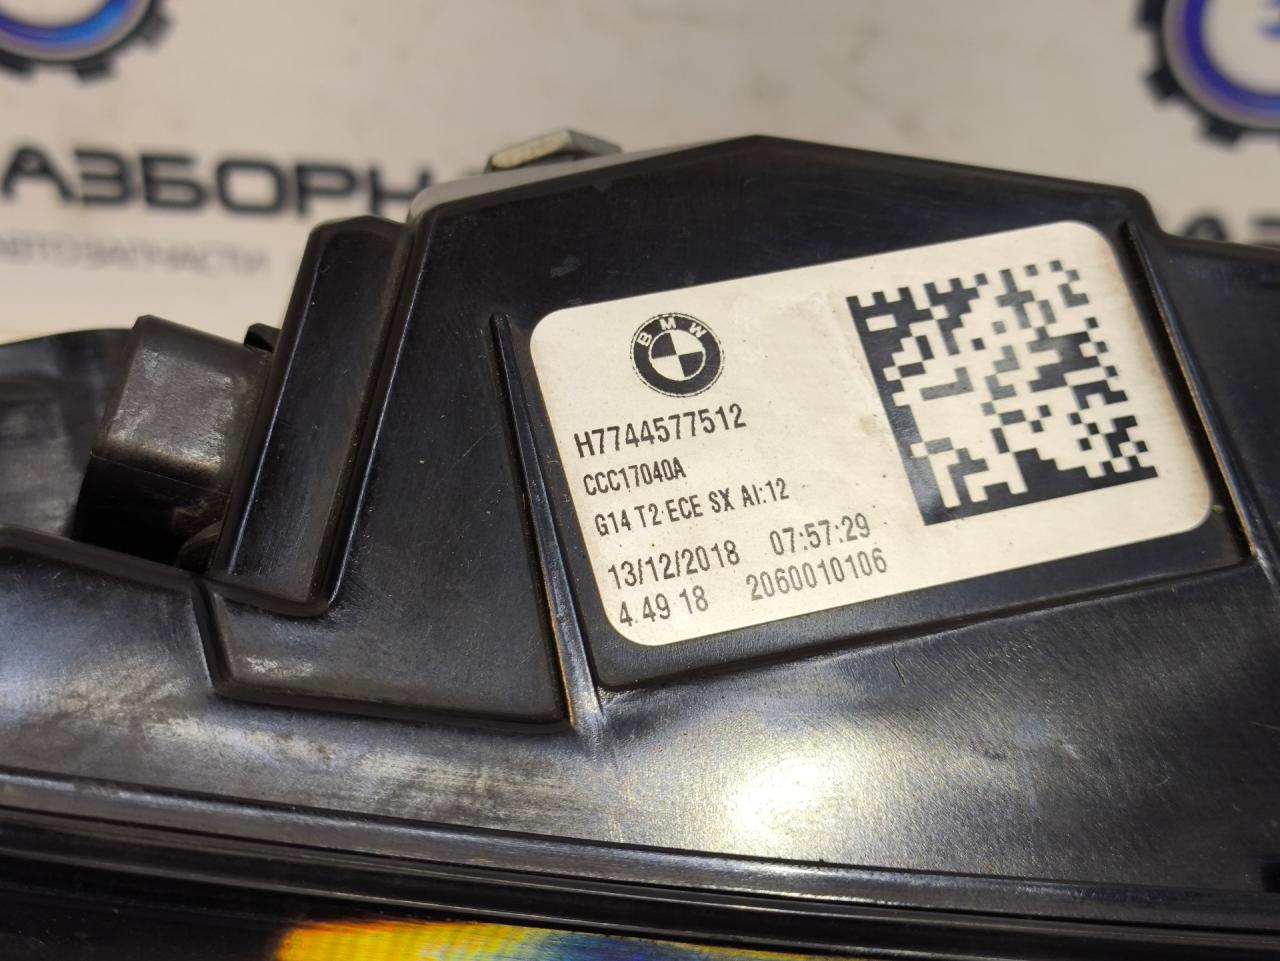 АЗБОРН
АВТОЗАПЧАСТИ
BMW
H7744577512
CCC17040A
G14 T2 ECE SX AI:12
13/12/2018 07:57:29
4.49 18 2060010106